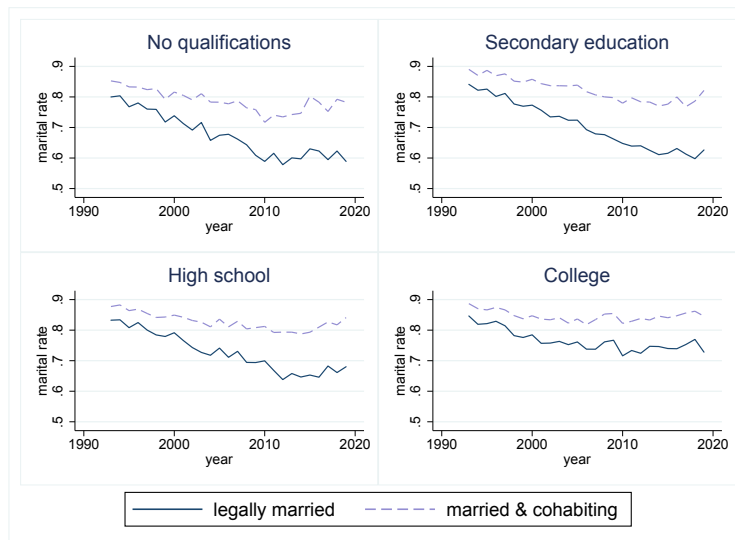 No qualifications
marital rate
.9
.8
.7
.6
.5
1990 2000 2010 2020
year
Secondary education
marital rate
.9
.8
.7
.6
.5
1990 2000 2010 2020
year
High school
marital rate
.9
.8
.7
.6
.5
1990 2000 2010 2020
year
College
marital rate
.9
.8
.7
.6
.5
1990 2000 2010 2020
year
legally married married & cohabiting